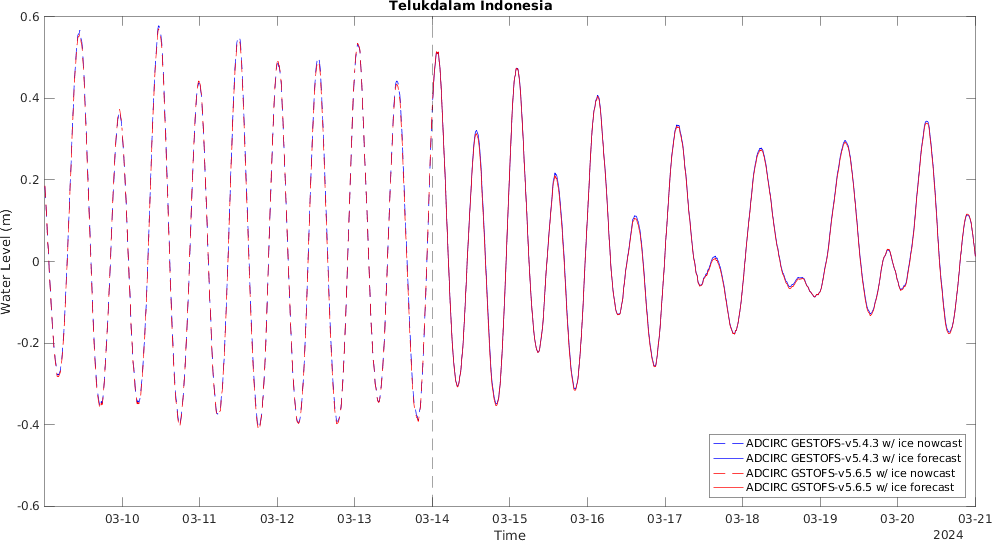 Telukdalam Indonesia
0.6
0.4
0.2
0
-0.2
-0.4
-0.6
Water Level (m)
03-10 03-11 03-12 03-13 03-14 03-15 03-16 03-17 03-18 03-19 03-20 03-21
Time
2024
ADCIRC GESTOFS-v5.4.3 w/ ice nowcast
ADCIRC GESTOFS-v5.4.3 w/ ice forecast
ADCIRC GSTOFS-v5.6.5 w/ ice nowcast
ADCIRC GSTOFS-v5.6.5 w/ ice forecast